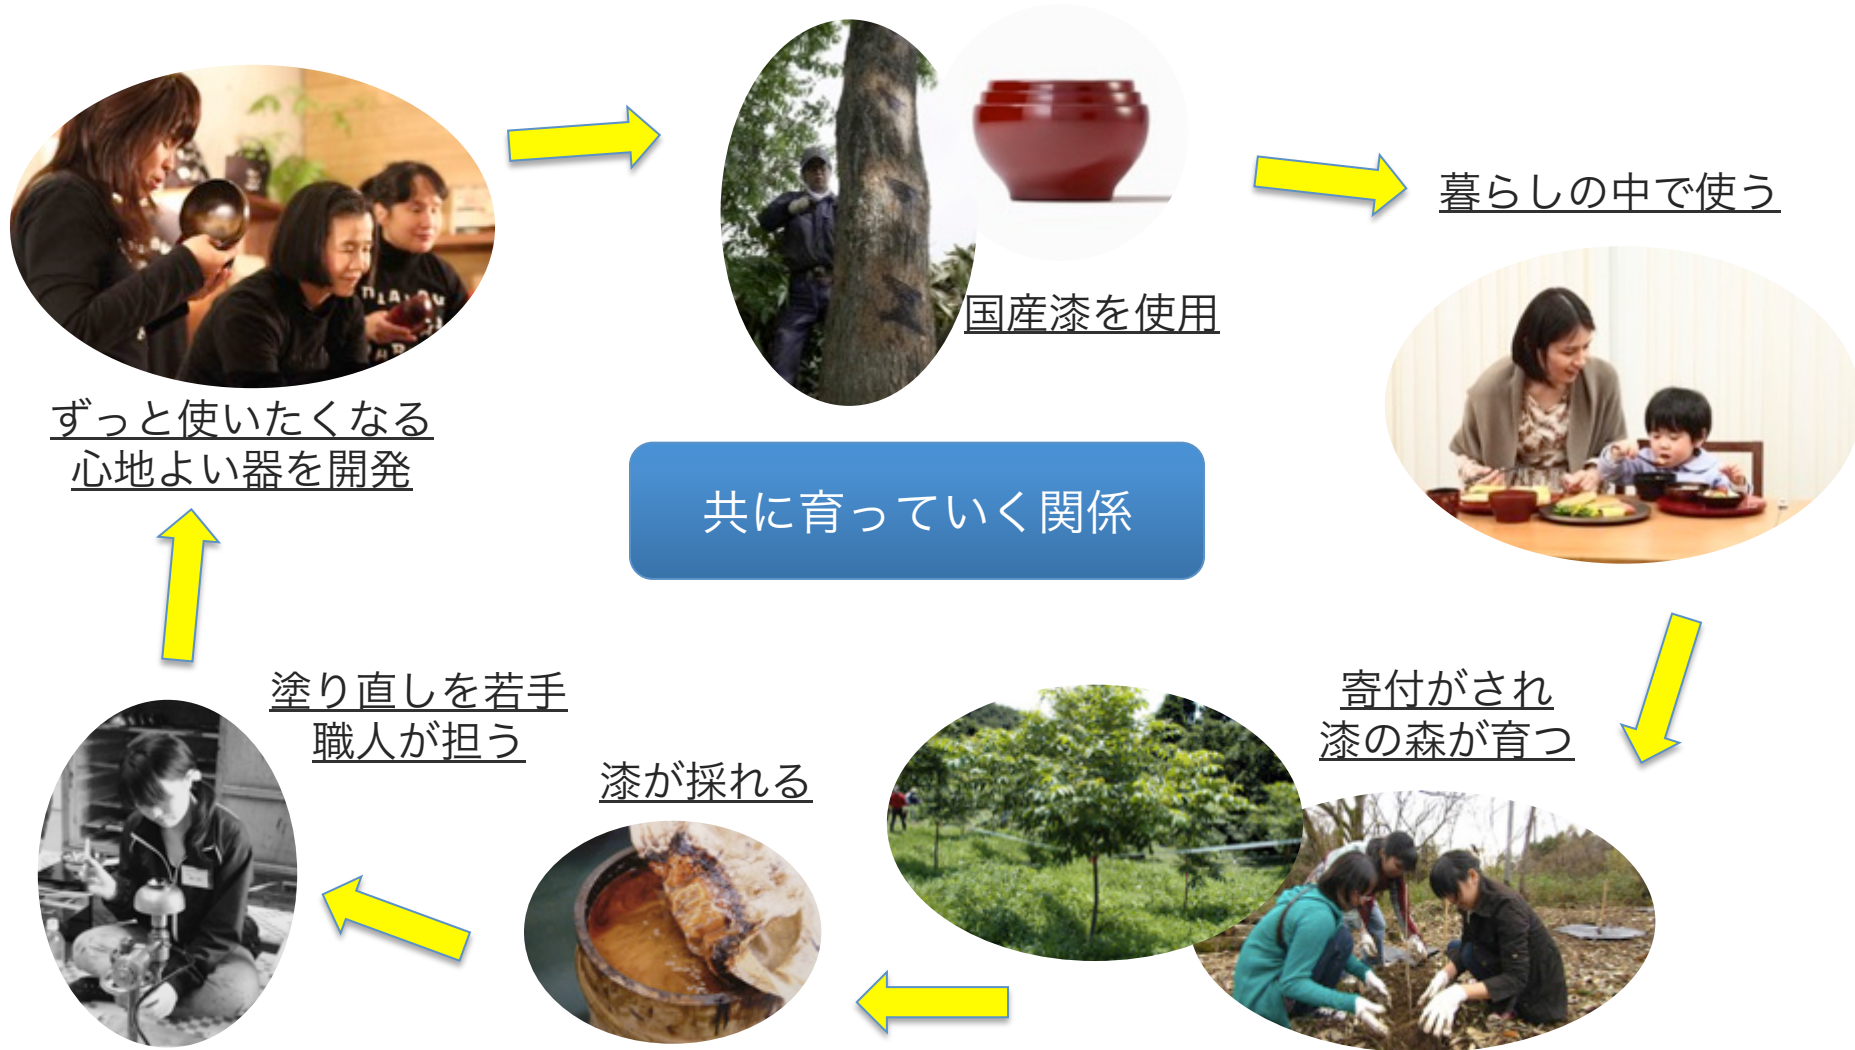 ずっと使いたくなる
心地よい器を開発
国産漆を使用
暮らしの中で使う
共に育っていく関係
寄付がされ
漆の森が育つ
漆が採れる
塗り直しを若手
職人が担う